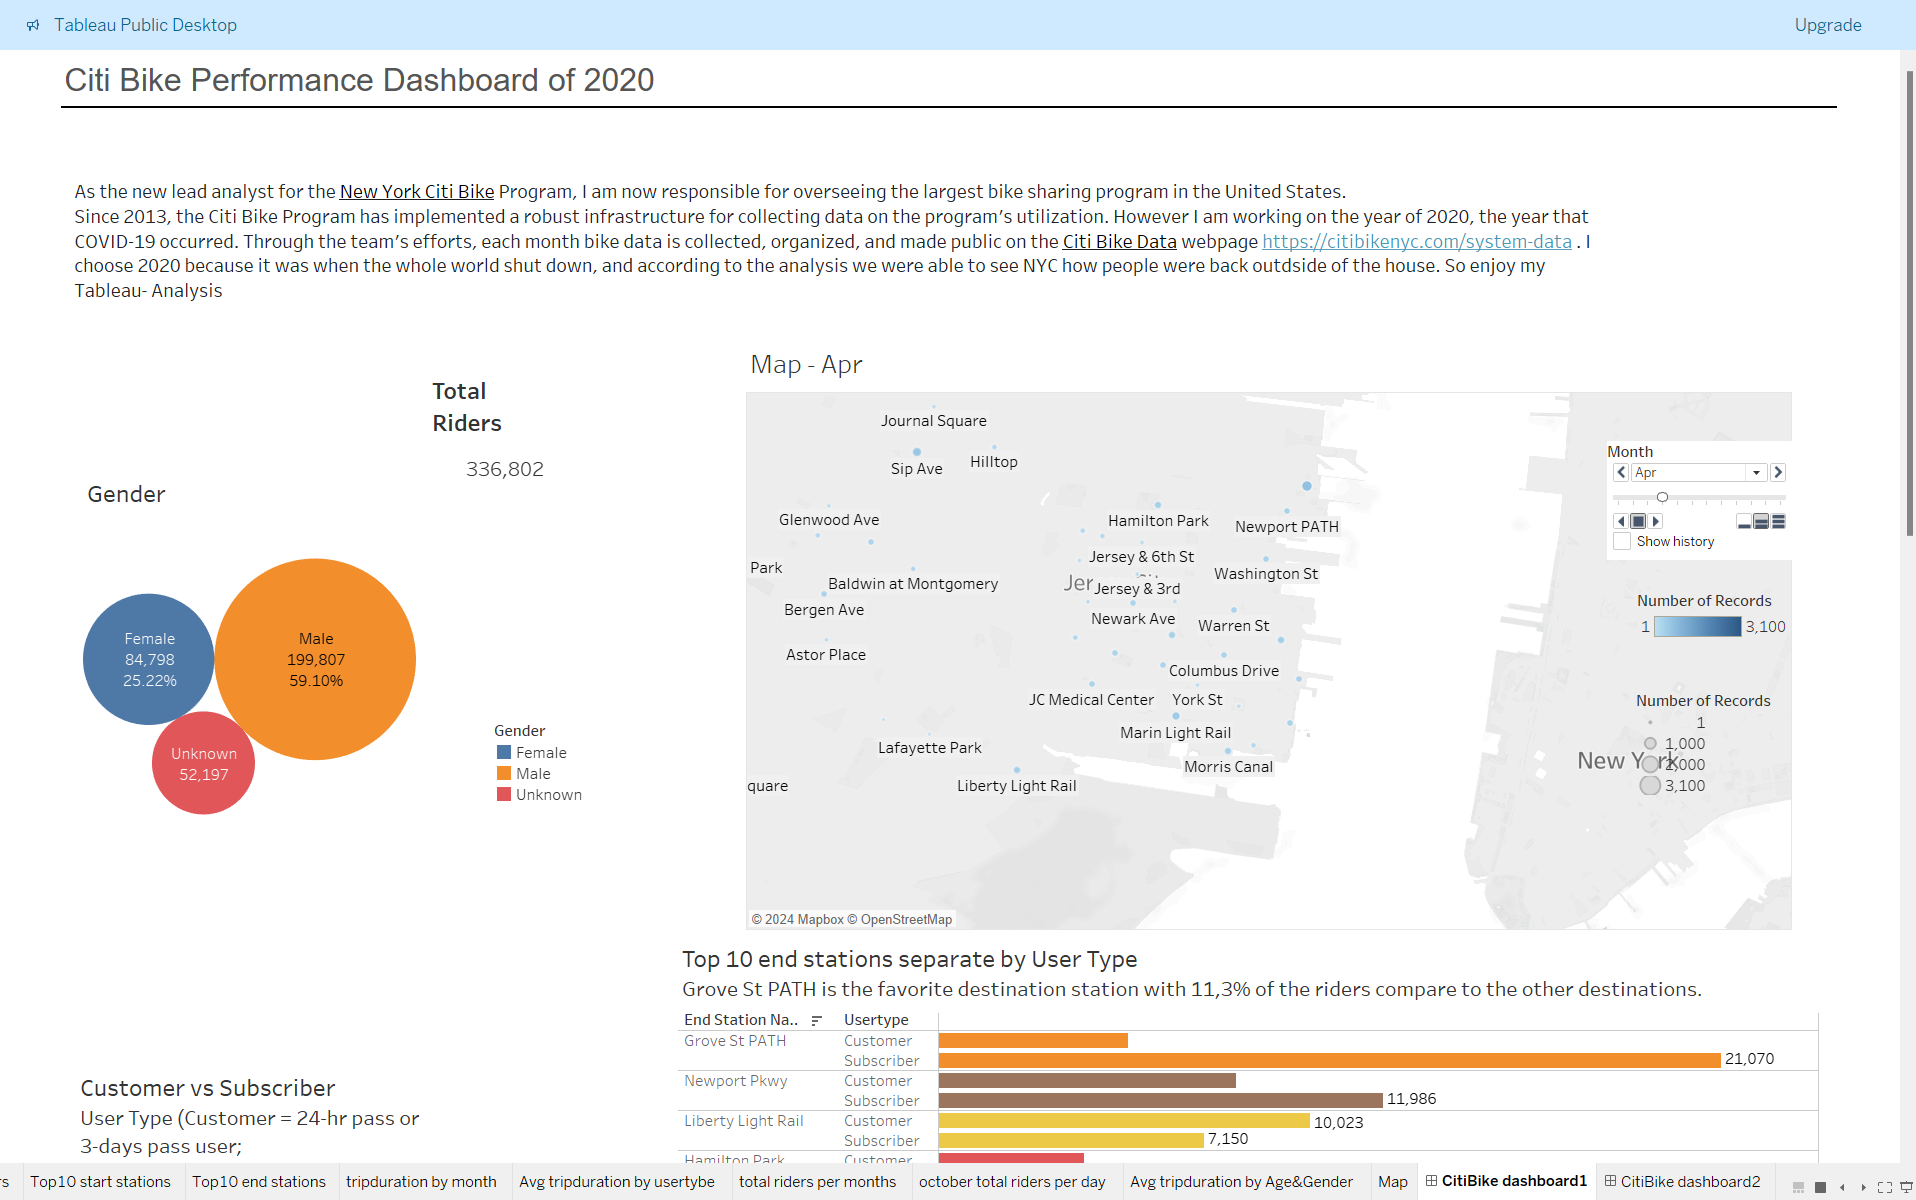 Tableau Public Desktop
Upgrade
Citi Bike Performance Dashboard of 2020
As the new lead analyst for the New York Citi Bike Program, I am now responsible for overseeing the largest bike sharing program in the United States.
Since 2013, the Citi Bike Program has implemented a robust infrastructure for collecting data on the program's utilization. However I am working on the year of 2020, the year that
COVID-19 occurred. Through the team's efforts, each month bike data is collected, organized, and made public on the Citi Bike Data webpage https://citibikenyc.com/system-data . I
choose 2020 because it was when the whole world shut down, and according to the analysis we were able to see NYC how people were back outdside of the house. So enjoy my
Tableau- Analysis
Total
Riders
336,802
Gender
Female
84,798
25.22%
Male
199,807
59.10%
Unknown
52,197
Gender
Female
Male
Unknown
Map - Apr
Journal Square
Sip Ave
Hilltop
Glenwood Ave
Hamilton Park
Newport PATH
Park
Jersey & 6th St
Washington St
Baldwin at Montgomery
Jer
Jersey & 3rd
Bergen Ave
Newark Ave
Warren St
Astor Place
Columbus Drive
JC Medical Center
York St
Marin Light Rail
Lafayette Park
Morris Canal
quare
Liberty Light Rail
New York
Month
Apr
Show history
Number of Records
1
3,100
Number of Records
1
1,000
2,000
3,100
© 2024 Mapbox © OpenStreetMap
Top 10 end stations separate by User Type
Grove St PATH is the favorite destination station with 11,3% of the riders compare to the other destinations.
End Station Na..
Usertype
Grove St PATH
Customer
Subscriber
21,070
Newport Pkwy
Customer
Subscriber
11,986
Liberty Light Rail
Customer
10,023
Subscriber
7,150
Hamilton Park
Customer
Customer vs Subscriber
User Type (Customer = 24-hr pass or
3-days pass user;
rs
Top10 start stations
Top10 end stations
tripduration by month
Avg tripduration by usertybe
total riders per months
october total riders per day
Avg tripduration by Age&Gender
Map
CitiBike dashboard1
CitiBike dashboard2